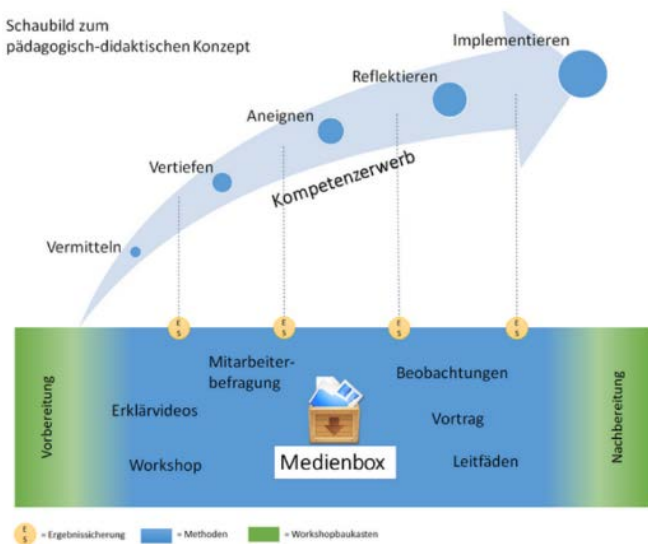 Schaubild zum
pädagogisch-didaktischen Konzept
Implementieren
Reflektieren
Aneignen
Vertiefen
Vermitteln
Kompetenzerwerb
E
S
E
S
E
S
E
S
Vorbereitung
Mitarbeiter-
befragung
Beobachtungen
Erklärvideos
Vortrag
Workshop
Medienbox
Leitfäden
Nachbereitung
E
S
= Ergebnissicherung
= Methoden
= Workshopbaukasten